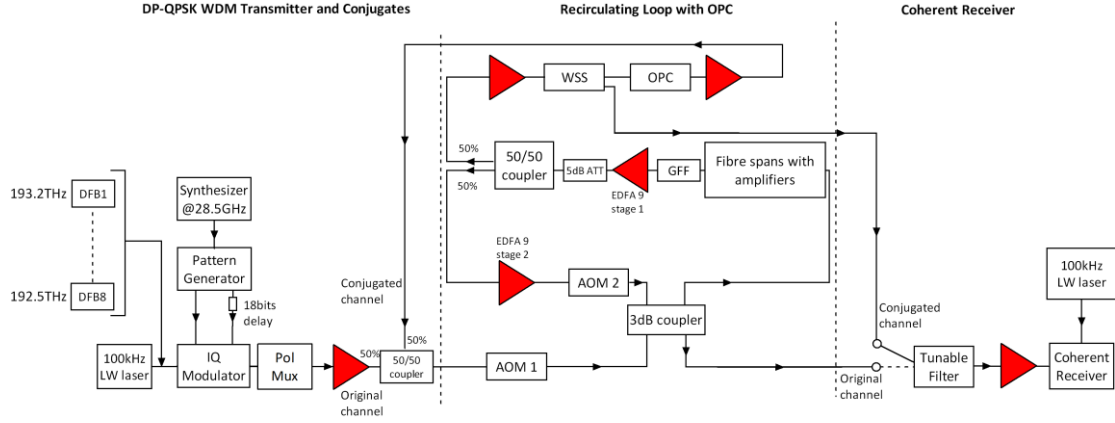 DP-QPSK WDM Transmitter and Conjugates
Recirculating Loop with OPC
Coherent Receiver
WSS
OPC
50%
50%
50/50
coupler
5dB ATT
EDFA 9
stage 1
GFF
Fibre spans with
amplifiers
193.2THz
DFB1
192.5THz
DFB8
Synthesizer
@28.5GHz
Pattern
Generator
18bits
delay
EDFA 9
stage 2
AOM 2
3dB coupler
Conjugated
channel
100kHz
LW laser
IQ
Modulator
Pol
Mux
50%
50%
50/50
coupler
Original
channel
AOM 1
100kHz
LW laser
Conjugated
channel
Original
channel
Tunable
Filter
Coherent
Receiver